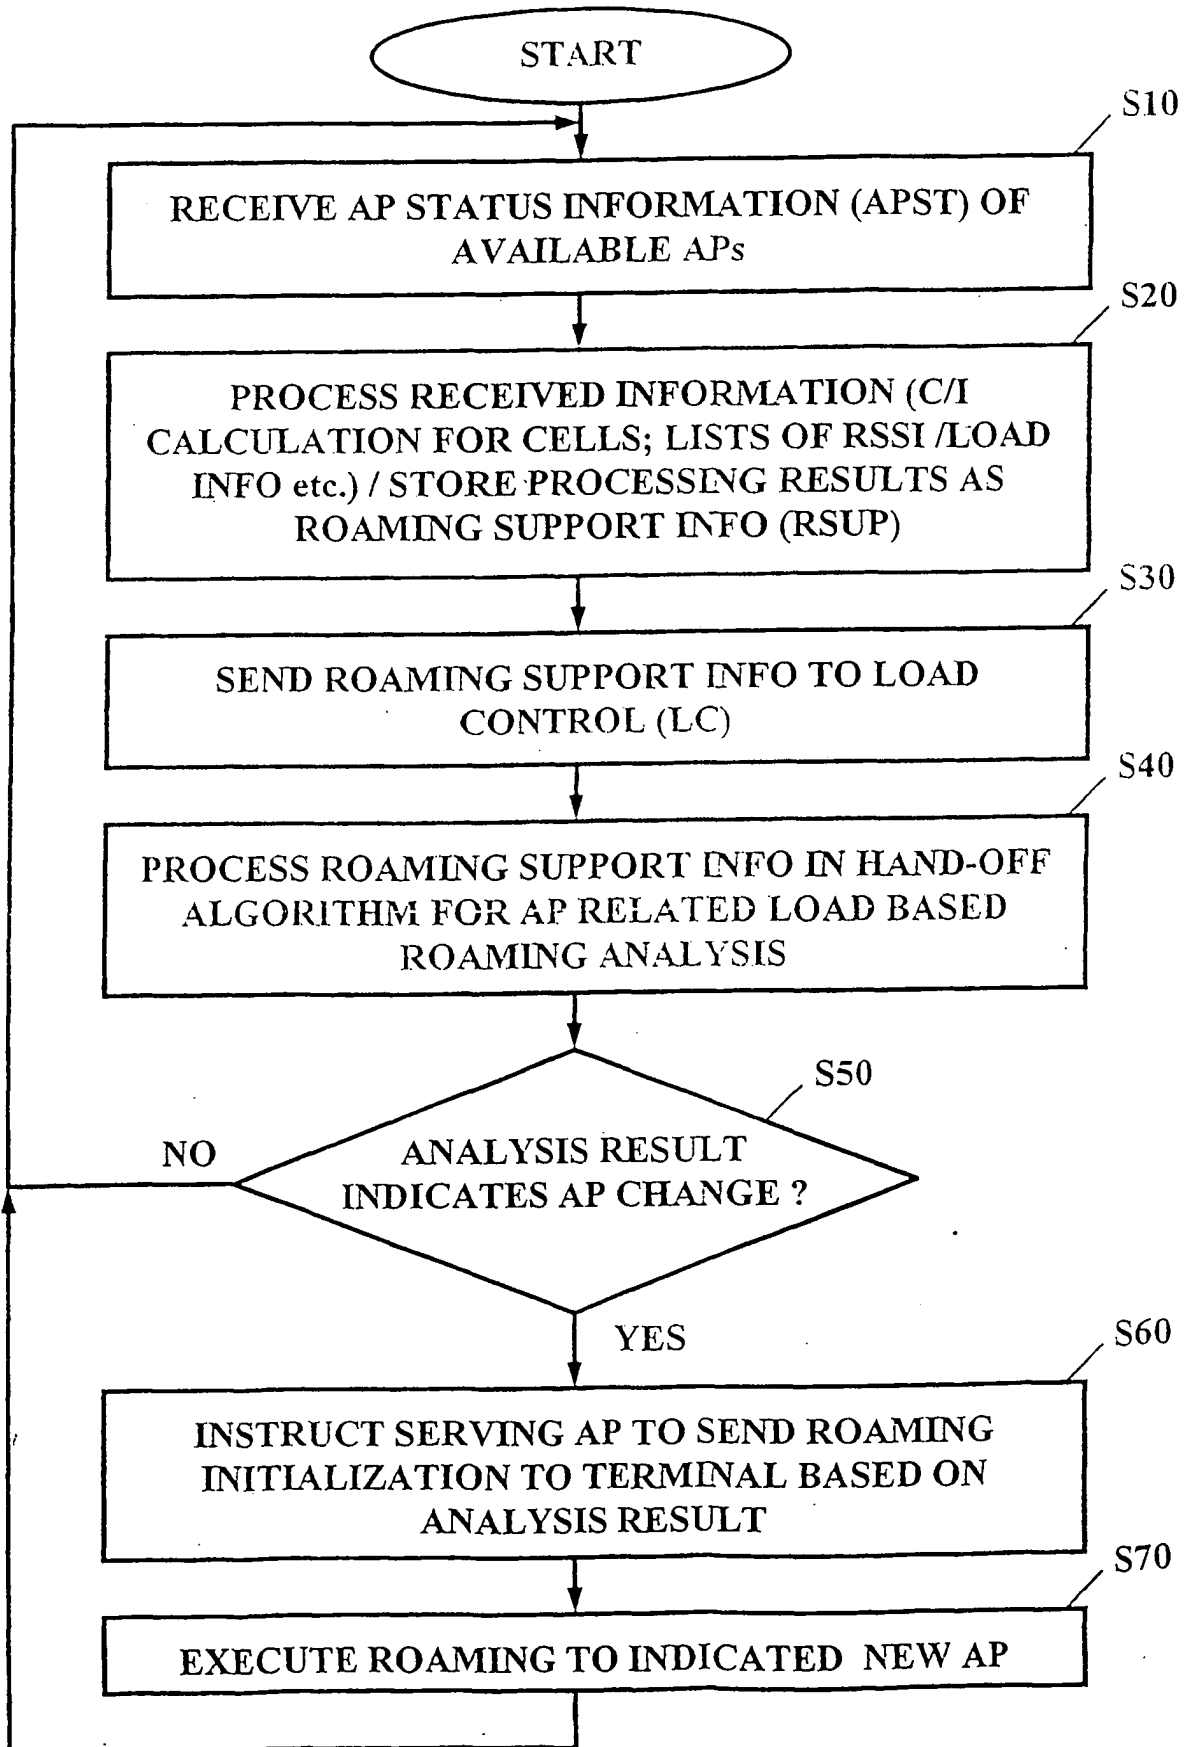 START
S10
RECEIVE AP STATUS INFORMATION (APST) OF
AVAILABLE APs
S20
PROCESS RECEIVED INFORMATION (C/I
CALCULATION FOR CELLS; LISTS OF RSSI /LOAD
INFO etc.) / STORE PROCESSING RESULTS AS
ROAMING SUPPORT INFO (RSUP)
S30
SEND ROAMING SUPPORT INFO TO LOAD
CONTROL (LC)
S40
PROCESS ROAMING SUPPORT INFO IN HAND-OFF
ALGORITHM FOR AP RELATED LOAD BASED
ROAMING ANALYSIS
S50
NO
ANALYSIS RESULT
INDICATES AP CHANGE ?
YES
S60
INSTRUCT SERVING AP TO SEND ROAMING
INITIALIZATION TO TERMINAL BASED ON
ANALYSIS RESULT
S70
EXECUTE ROAMING TO INDICATED NEW AP